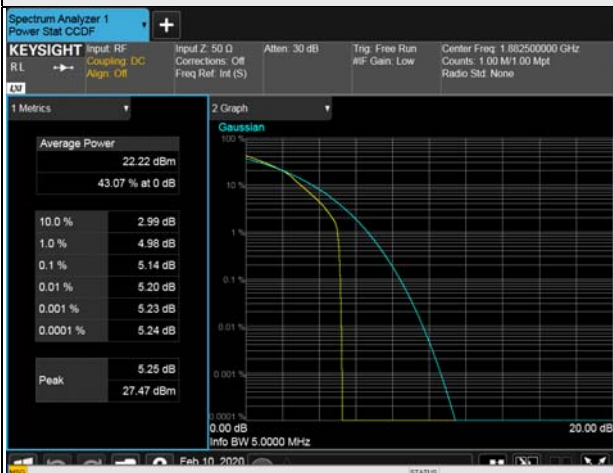 Spectrum Analyzer 1
Power Stat CCDF
+
KEYSIGHT
RL
LXI
Input: RF
Coupling: DC
Align: Off
Input Z: 50 Ω
Corrections: Off
Freq Ref: Int (S)
Atten: 30 dB
Trig: Free Run
#IF Gain: Low
Center Freq: 1.882500000 GHz
Counts: 1.00 M/1.00 Mpt
Radio Std: None
1 Metrics
Average Power
22.22 dBm
43.07 % at 0 dB
10.0 % 2.99 dB
1.0 % 4.98 dB
0.1 % 5.14 dB
0.01 % 5.20 dB
0.001 % 5.23 dB
0.0001 % 5.24 dB
Peak
5.25 dB
27.47 dBm
2 Graph
Gaussian
100 %
10 %
1 %
0.1 %
0.01 %
0.001 %
0.0001 %
0.00 dB 20.00 dB
Info BW 5.0000 MHz
Feb 10, 2020
MSG STATUS